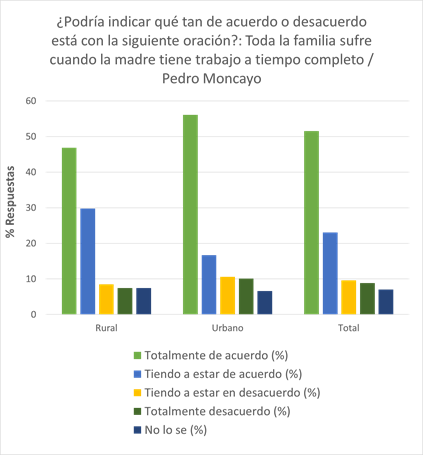 ¿Podría indicar qué tan de acuerdo o desacuerdo
está con la siguiente oración?: Toda la familia sufre
cuando la madre tiene trabajo a tiempo completo /
Pedro Moncayo
% Respuestas
60
50
40
30
20
10
0
Rural
Urbano
Total
Totalmente de acuerdo (%)
Tiendo a estar de acuerdo (%)
Tiendo a estar en desacuerdo (%)
Totalmente desacuerdo (%)
No lo se (%)